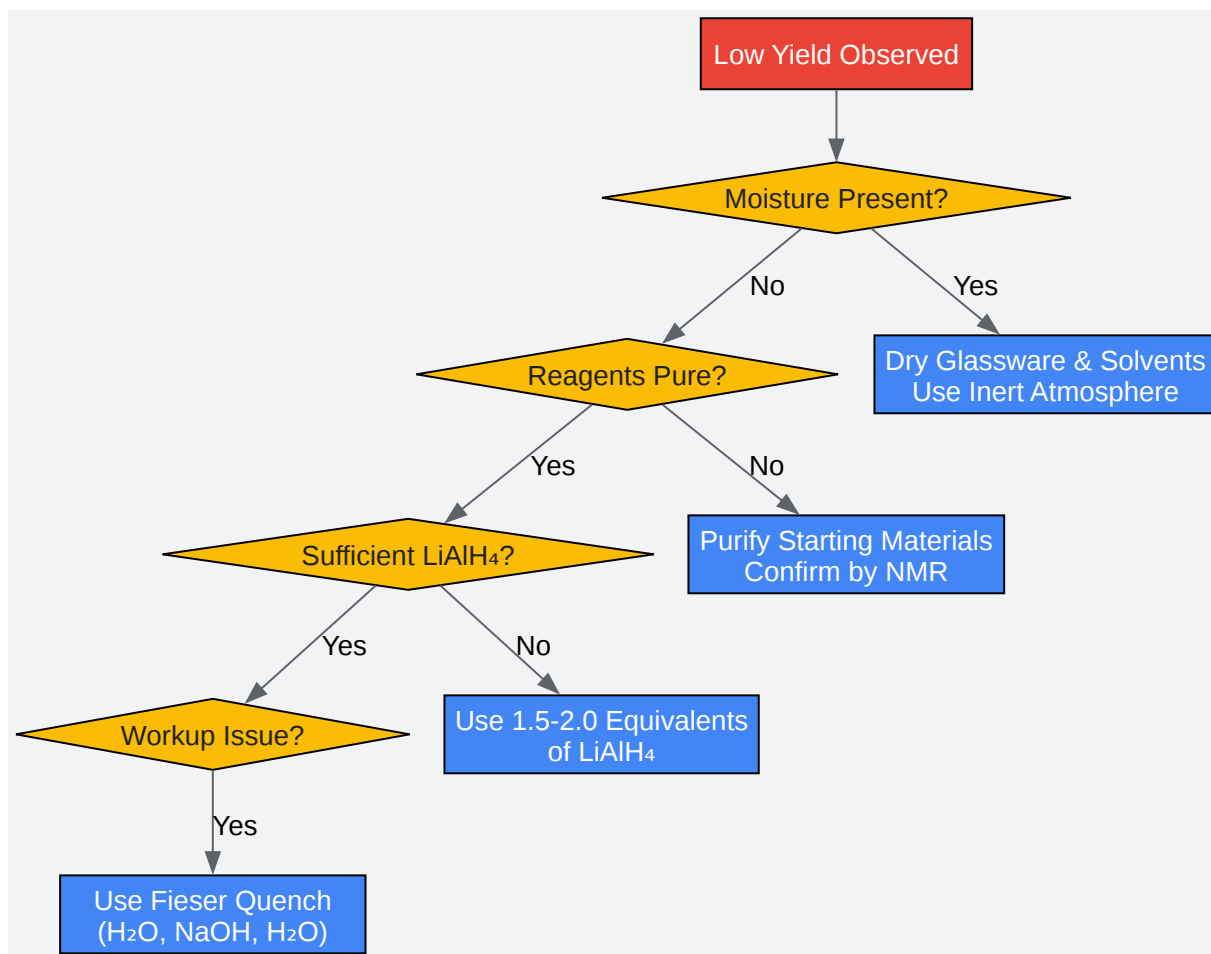 Low Yield Observed
Moisture Present?
No
Yes
Dry Glassware & Solvents
Use Inert Atmosphere
Reagents Pure?
Yes
No
Purify Starting Materials
Confirm by NMR
Sufficient LiAlH₄?
Yes
No
Use 1.5-2.0 Equivalents
of LiAlH₄
Workup Issue?
Yes
Use Fieser Quench
(H₂O, NaOH, H₂O)